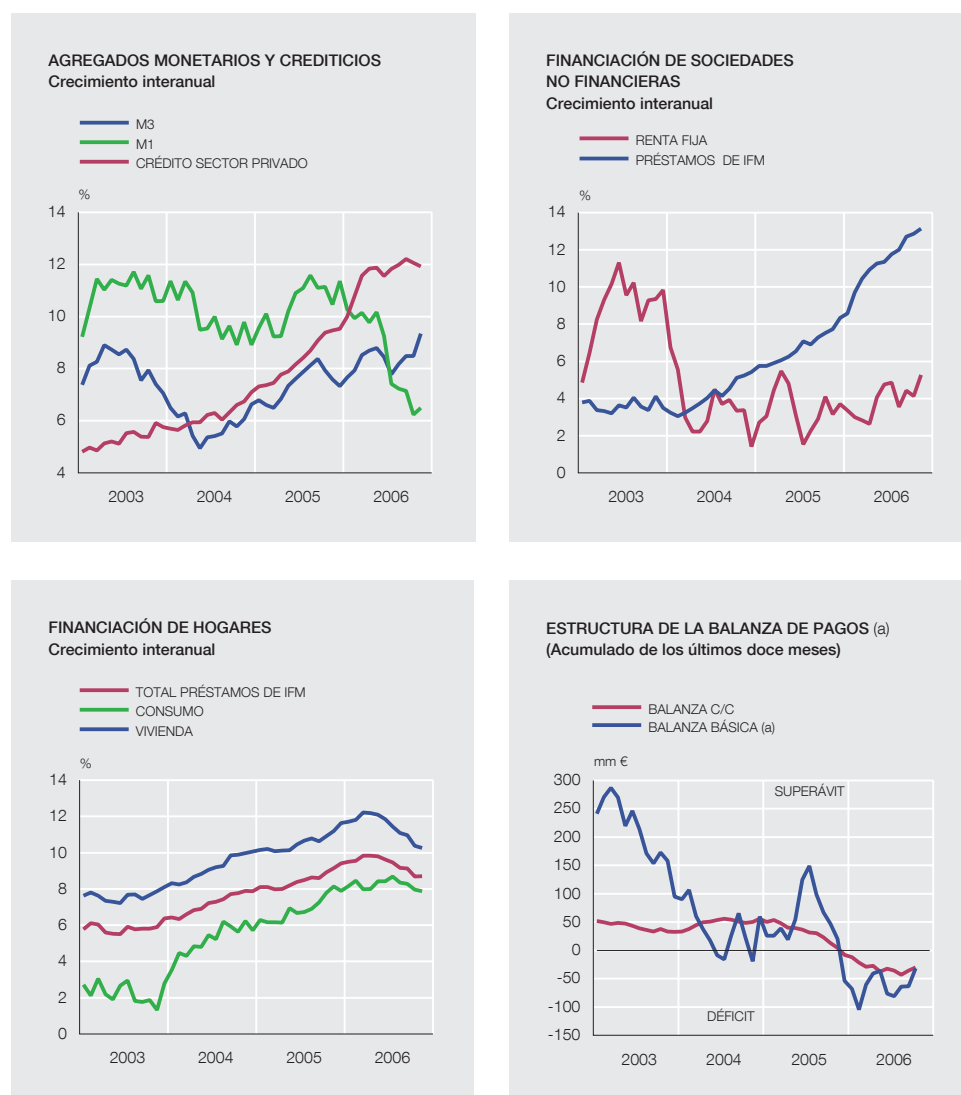 AGREGADOS MONETARIOS Y CREDITICIOS
Crecimiento interanual
M3
M1
CRÉDITO SECTOR PRIVADO
%
14
12
10
8
6
4
2003 2004 2005 2006
FINANCIACIÓN DE SOCIEDADES
NO FINANCIERAS
Crecimiento interanual
RENTA FIJA
PRÉSTAMOS DE IFM
%
14
12
10
8
6
4
2
0
2003 2004 2005 2006
FINANCIACIÓN DE HOGARES
Crecimiento interanual
TOTAL PRÉSTAMOS DE IFM
CONSUMO
VIVIENDA
%
14
12
10
8
6
4
2
0
2003 2004 2005 2006
ESTRUCTURA DE LA BALANZA DE PAGOS (a)
(Acumulado de los últimos doce meses)
BALANZA C/C
BALANZA BÁSICA (a)
mm €
300
SUPERÁVIT
250
200
150
100
50
0
-50
-100
DÉFICIT
-150
2003 2004 2005 2006